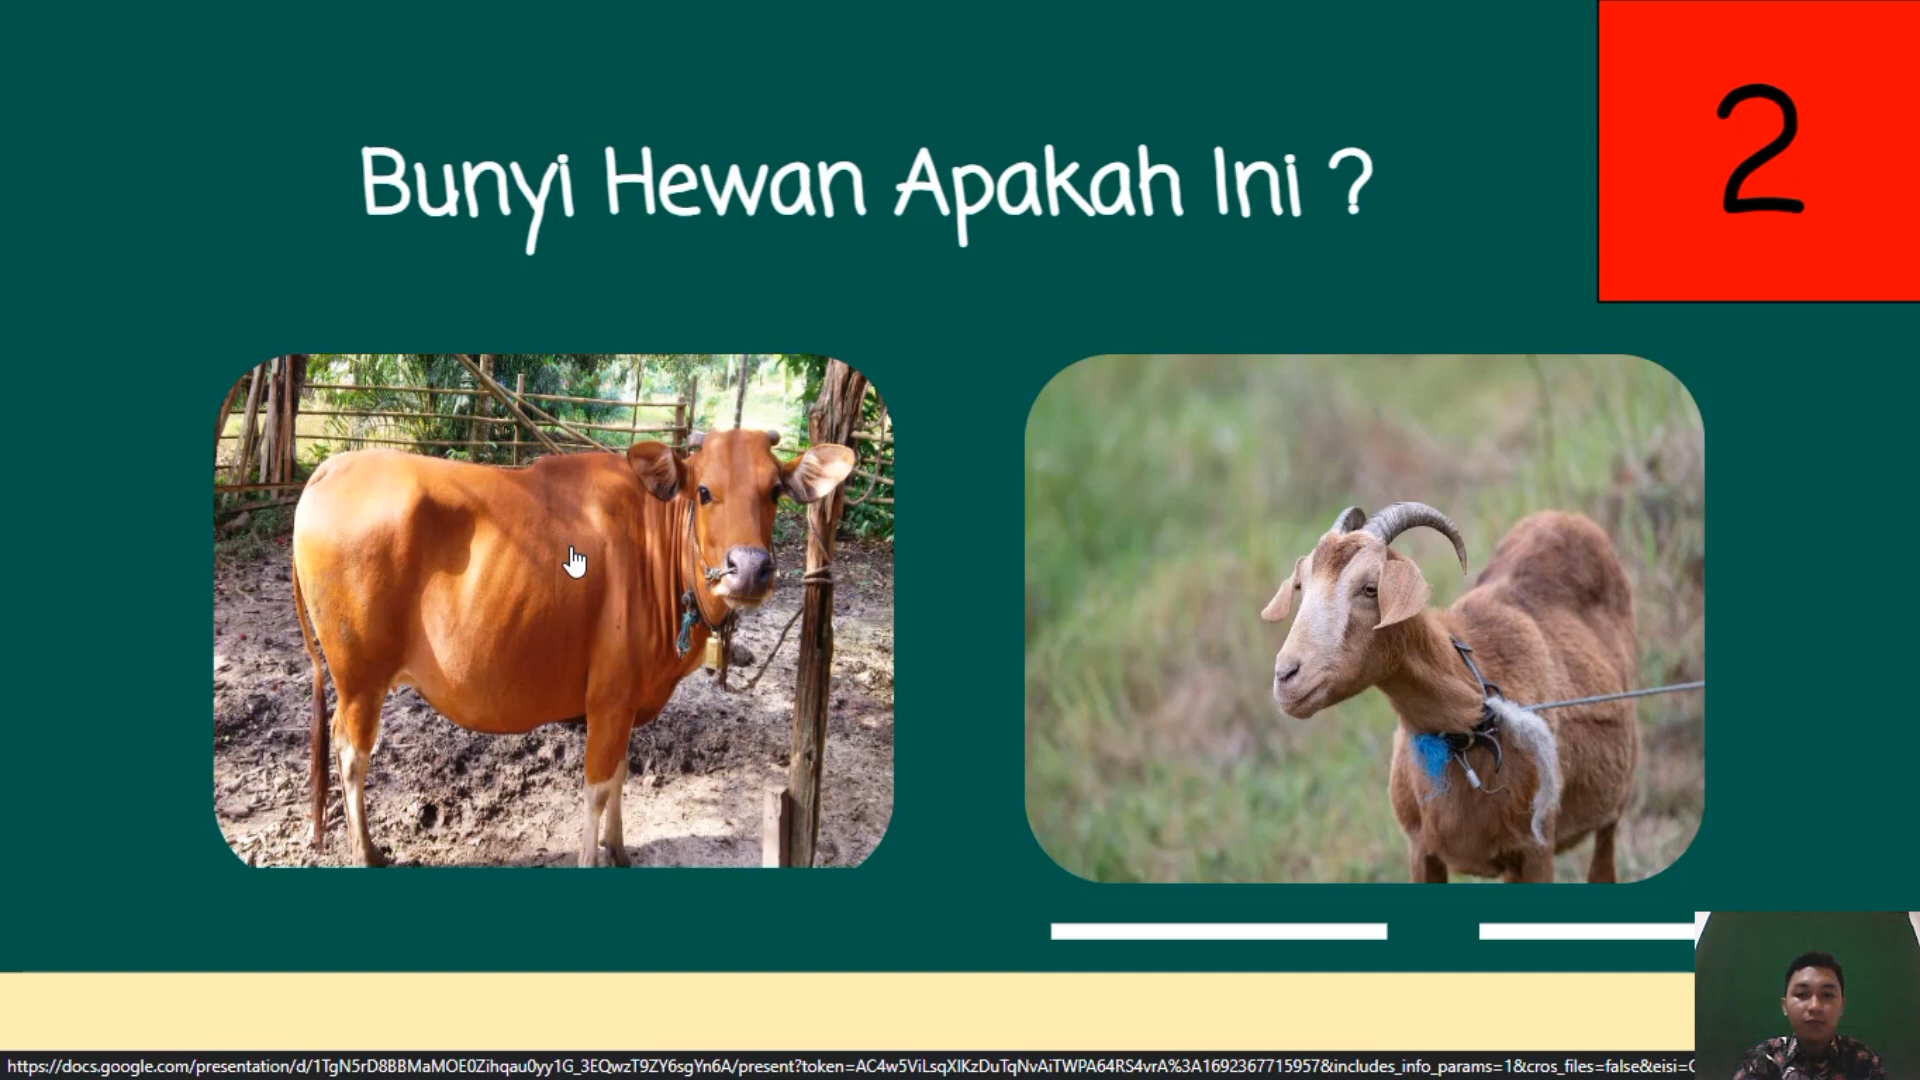 Bunyi Hewan Apakah Ini ?
2
https://docs.google.com/presentation/d/1TgN5rD8BBMaMOE0Zihqau0yy1G_3EQwzT9ZY6sgYn6A/present?token=AC4w5ViLsqXIKzDuTqNvAiTWPA64RS4vrA%3A1692367715957&includes_info_params=1&cros_files=false&eisi=C